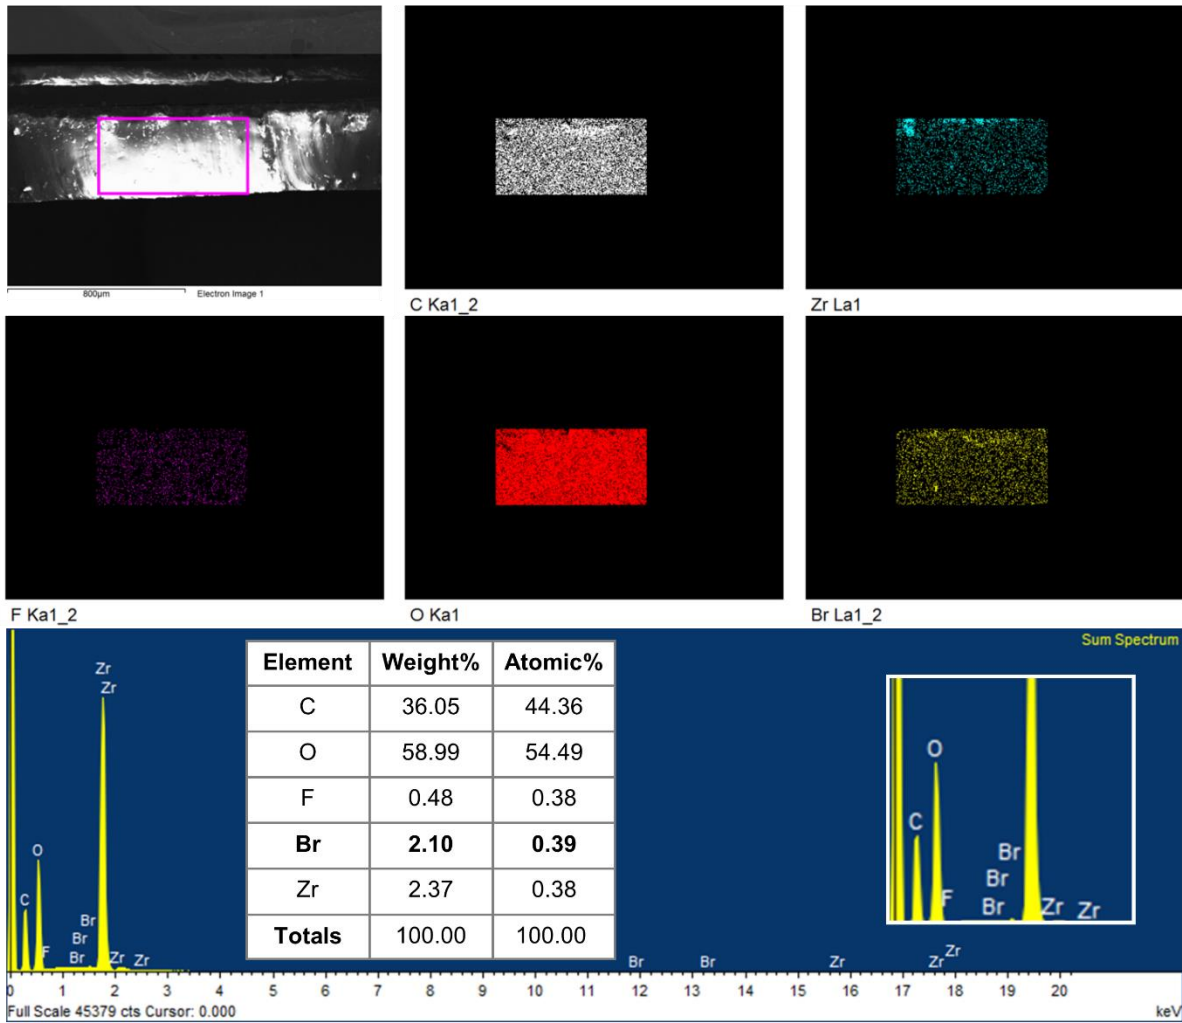 800µm
Electron Image 1
C Ka1_2
Zr La1
F Ka1_2
O Ka1
Br La1_2
Sum Spectrum
Zr
Zr
O
C
F
Br
Br
Br
Zr
Zr
Element Weight% Atomic%
C 36.05 44.36
O 58.99 54.49
F 0.48 0.38
Br 2.10 0.39
Zr 2.37 0.38
Totals 100.00 100.00
O
C
F
Br
Br
Br
Zr
Zr
Br
Br
Br
Zr
Zr
0 1 2 3 4 5 6 7 8 9 10 11 12 13 14 15 16 17 18 19 20
Full Scale 45379 cts Cursor: 0.000
keV